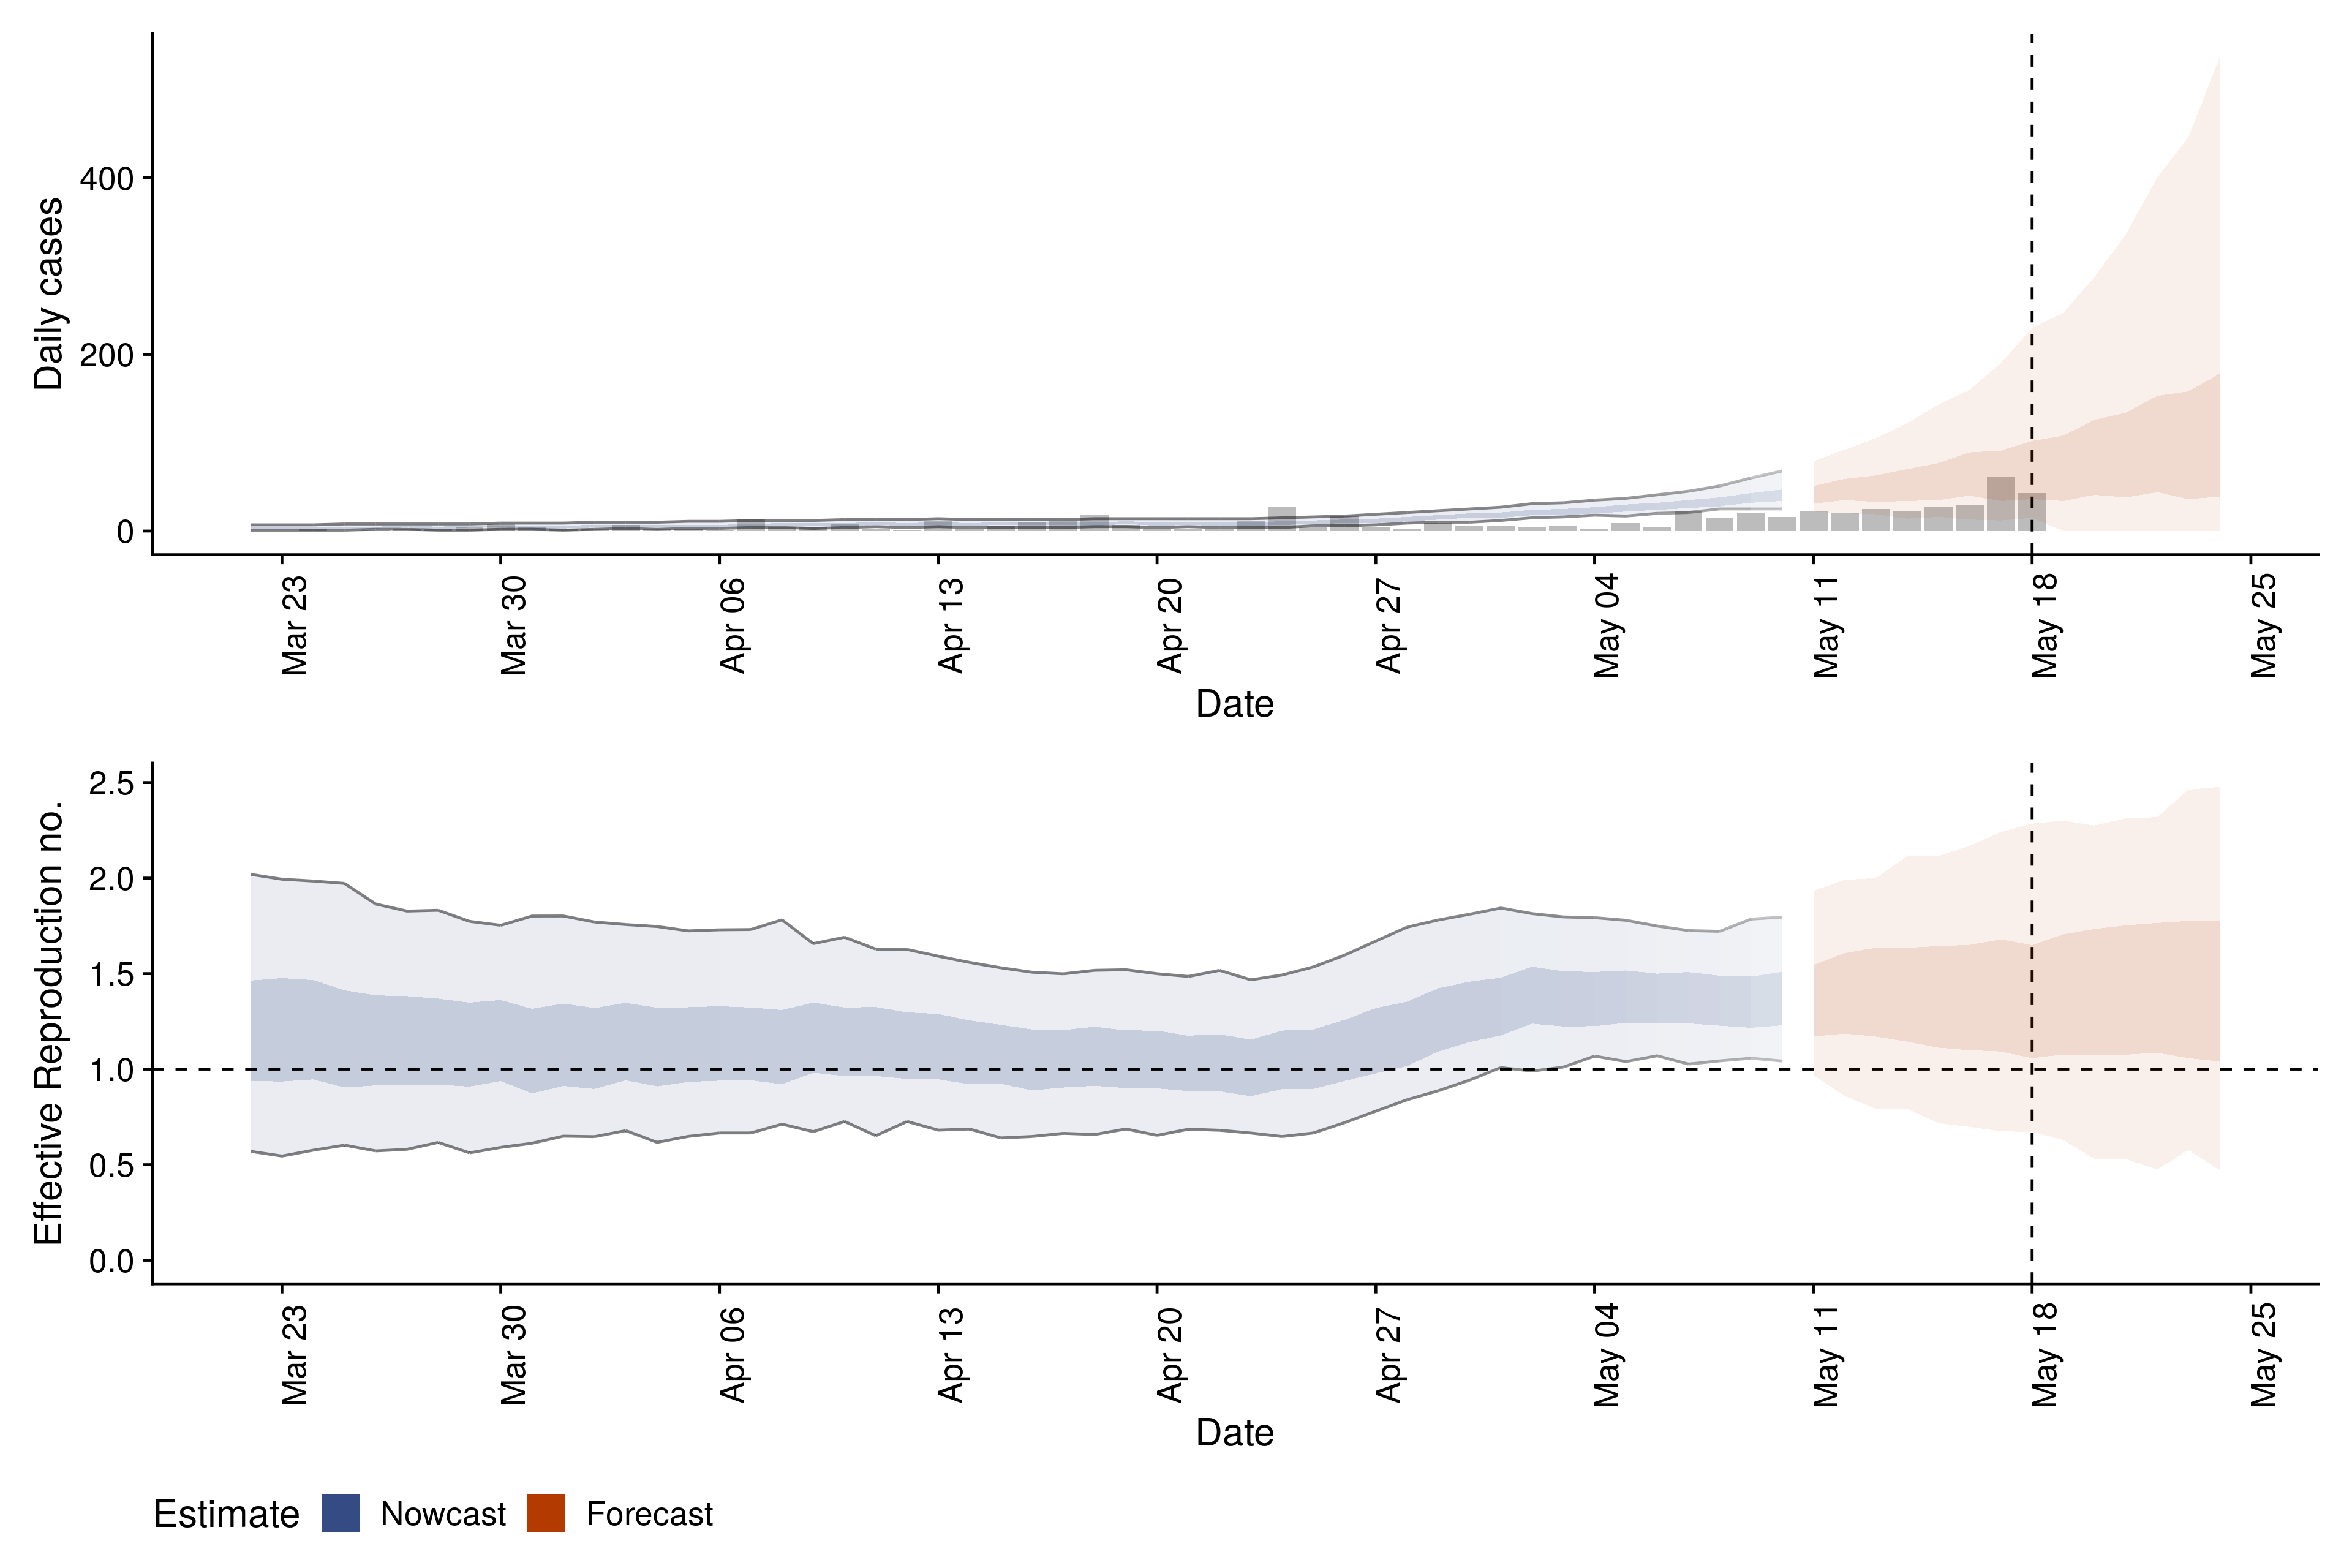 Daily cases
400
200
0
Mar 23
Mar 30
Apr 06
Apr 13
Apr 20
Apr 27
May 04
May 11
May 18
May 25
Date
Effective Reproduction no.
2.5
2.0
1.5
1.0
0.5
0.0
Mar 23
Mar 30
Apr 06
Apr 13
Apr 20
Apr 27
May 04
May 11
May 18
May 25
Date
Estimate Nowcast Forecast